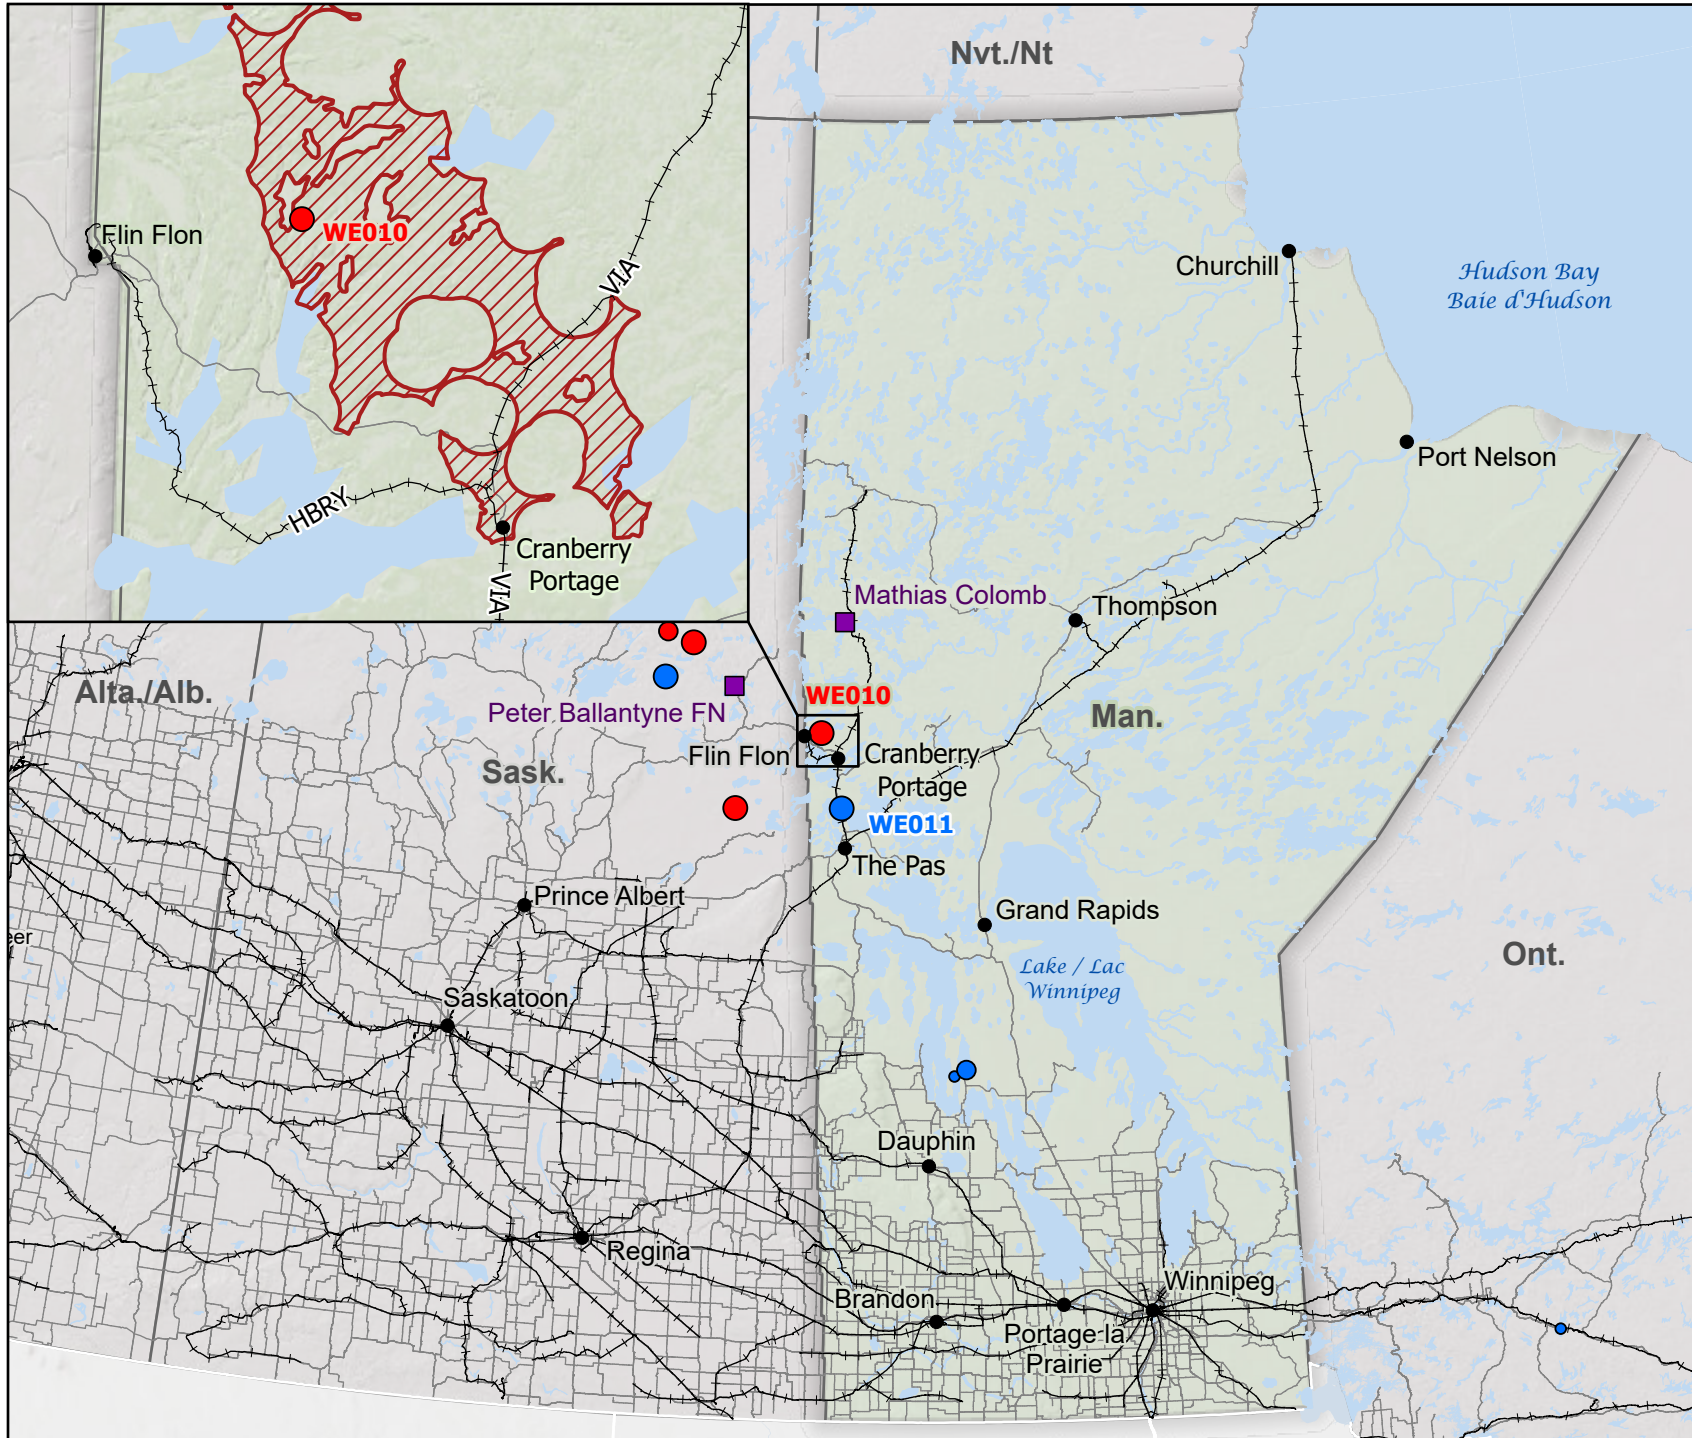 Nvt./Nt
Flin Flon
WE010
VIA
Churchill
Hudson Bay
Baie d'Hudson
Port Nelson
HBRY
Cranberry
Portage
VIA
Mathias Colomb
Thompson
Alta./Alb.
Peter Ballantyne FN
WE010
Man.
Flin Flon
Cranberry
Portage
Sask.
WE011
The Pas
Prince Albert
Grand Rapids
eer
Ont.
Lake / Lac
Winnipeg
Saskatoon
Dauphin
Regina
Winnipeg
Brandon
Portage la
Prairie